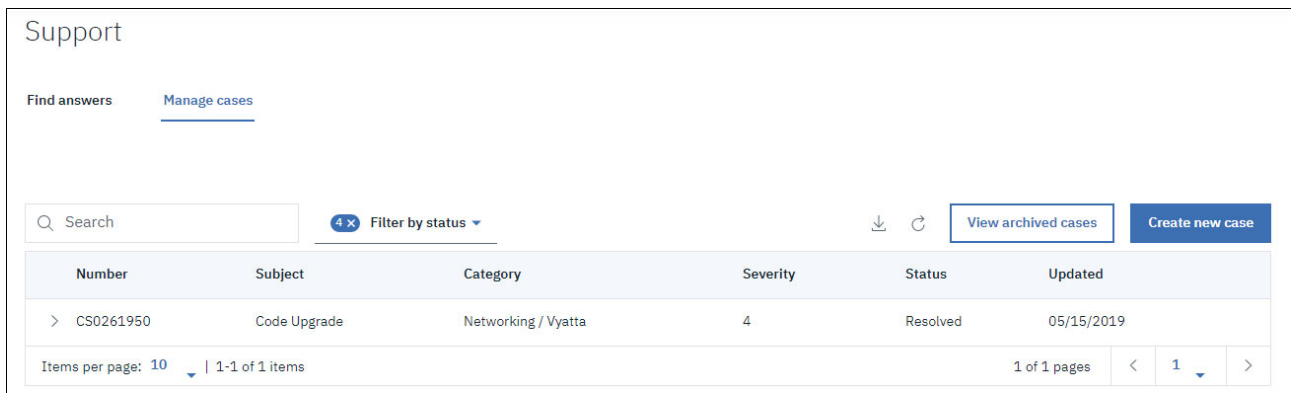 Support
Find answers Manage cases
Search 4 × Filter by status View archived cases Create new case
Number Subject Category Severity Status Updated
CS0261950 Code Upgrade Networking / Vyatta 4 Resolved 05/15/2019
Items per page: 10 | 1-1 of 1 items 1 of 1 pages 1